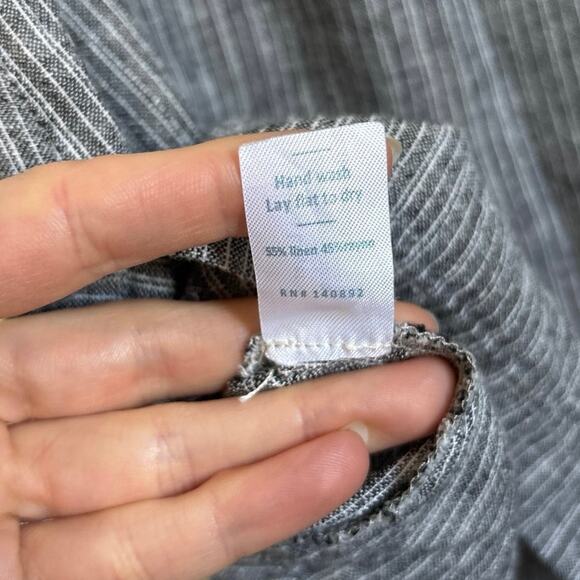 Hand wash
Lay flat to dry
55% linen 45% rayon
RN# 140892